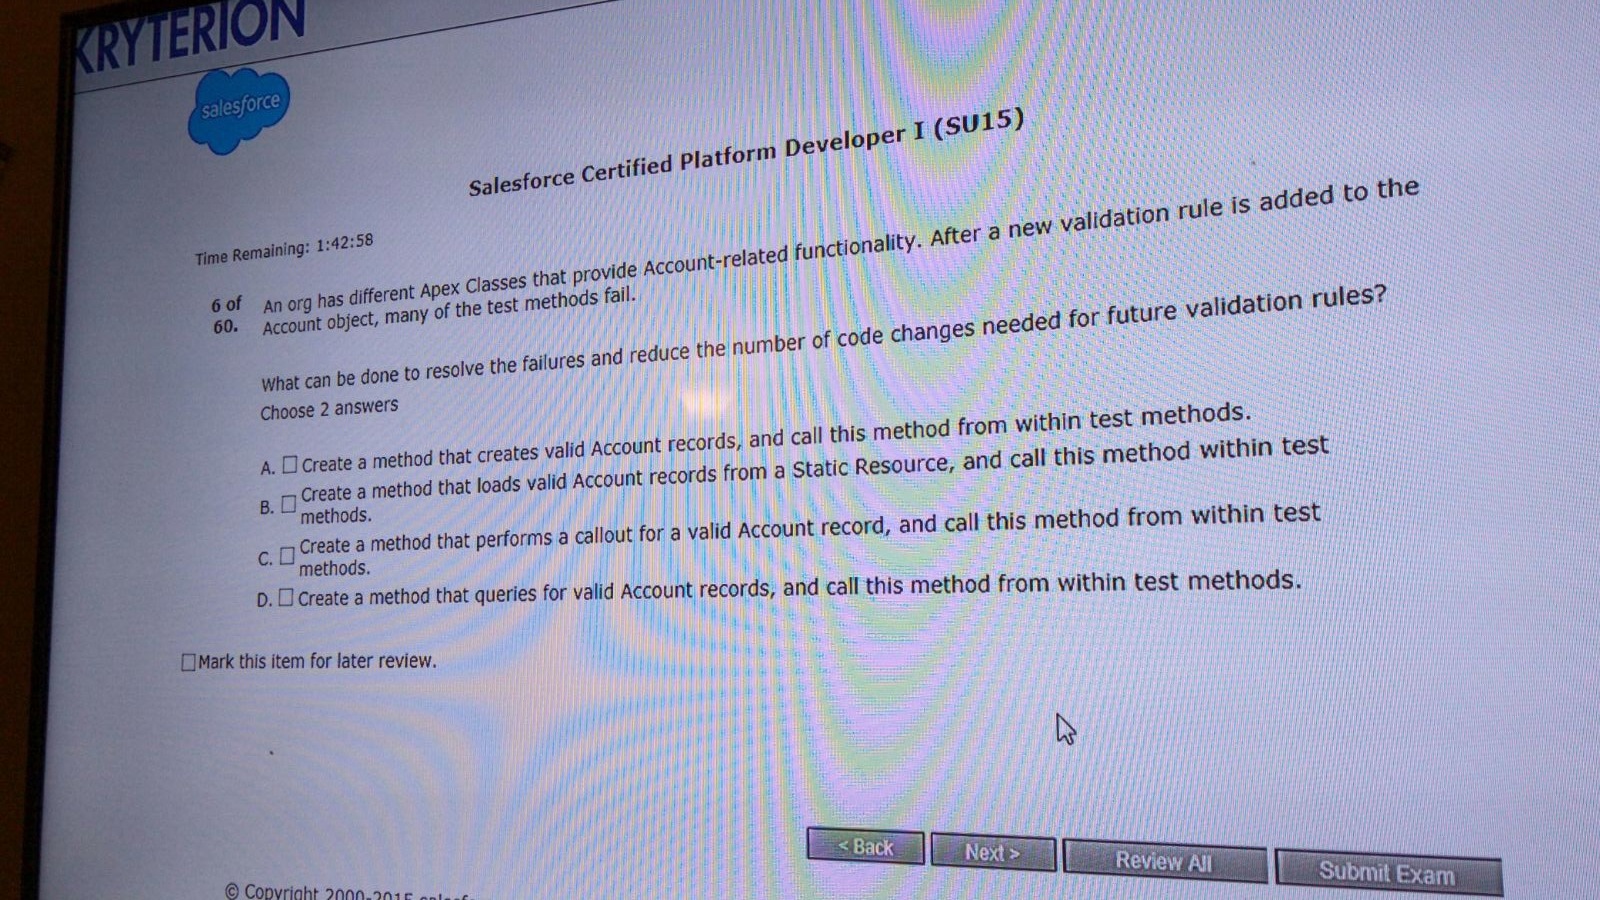 KRYTERION
salesforce
Salesforce Certified Platform Developer I (SU15)
Time Remaining: 1:42:58
6 of An org has different Apex Classes that provide Account-related functionality. After a new validation rule is added to the
60. Account object, many of the test methods fail.
What can be done to resolve the failures and reduce the number of code changes needed for future validation rules?
Choose 2 answers
A. Create a method that creates valid Account records, and call this method from within test methods.
B. Create a method that loads valid Account records from a Static Resource, and call this method within test
methods.
C. Create a method that performs a callout for a valid Account record, and call this method from within test
methods.
D. Create a method that queries for valid Account records, and call this method from within test methods.
Mark this item for later review.
< Back Next > Review All Submit Exam
© Copyright 2000-2015